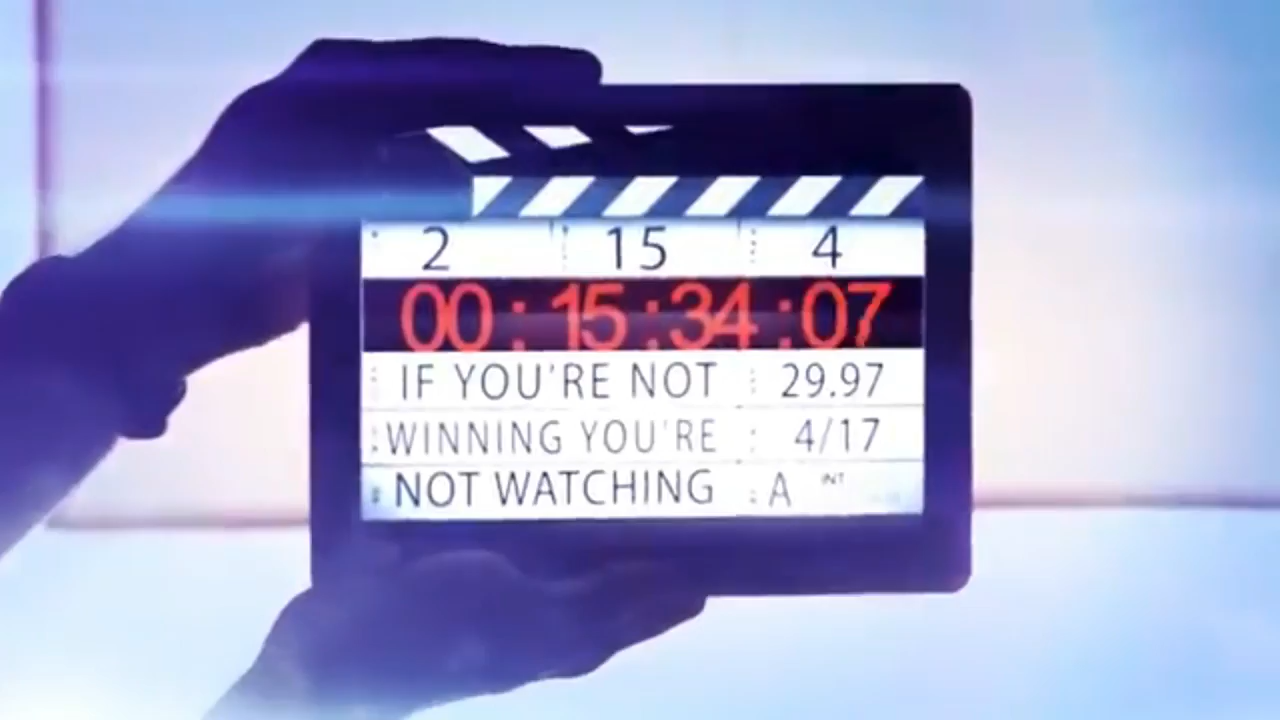 2 15 4
00:15:34:07
IF YOU'RE NOT 29.97
WINNING YOU'RE 4/17
NOT WATCHING A INT